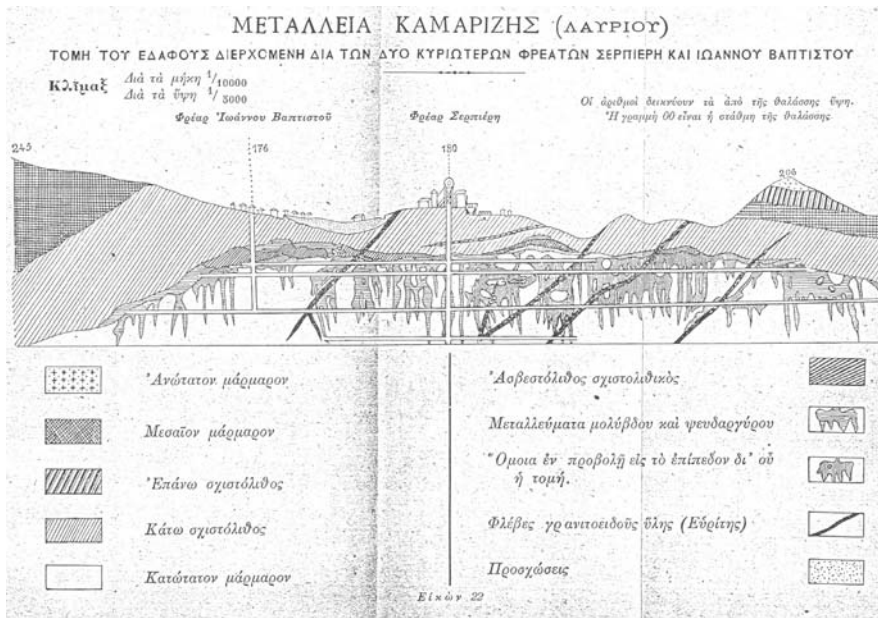 ΜΕΤΑΛΛΕΙΑ ΚΑΜΑΡΙΖΗΣ (ΛΑΥΡΙΟΥ)
ΤΟΜΗ ΤΟΥ ΕΔΑΦΟΥΣ ΔΙΕΡΧΟΜΕΝΗ ΔΙΑ ΤΩΝ ΔΥΟ ΚΥΡΙΩΤΕΡΩΝ ΦΡΕΑΤΩΝ ΣΕΡΠΙΕΡΗ ΚΑΙ ΙΩΑΝΝΟΥ ΒΑΠΤΙΣΤΟΥ
Κλῖμαξ Διὰ τὰ μήκη 1/10000
Διὰ τὰ ὕψη 1/5000
Οἱ ἀριθμοὶ δεικνύουν τὰ ἀπὸ τῆς θαλάσσης ὕψη.
Ἡ γραμμὴ 00 εἶναι ἡ στάθμη τῆς θαλάσσης
Φρέαρ Ἰωάννου Βαπτιστοῦ
Φρέαρ Σερπιέρη
245
176
180
205
Ἀνώτατον μάρμαρον
Μεσαῖον μάρμαρον
Ἐπάνω σχιστόλιθος
Κάτω σχιστόλιθος
Κατώτατον μάρμαρον
Ἀσβεστόλιθος σχιστολιθικὸς
Μεταλλεύματα μολύβδου καὶ ψευδαργύρου
Ὅμοια ἐν προβολῇ εἰς τὸ ἐπίπεδον δι' οὗ
ἡ τομή.
Φλέβες γρανιτοειδοῦς ὕλης (Εὐρίτης)
Προσχώσεις
Εἰκὼν 22